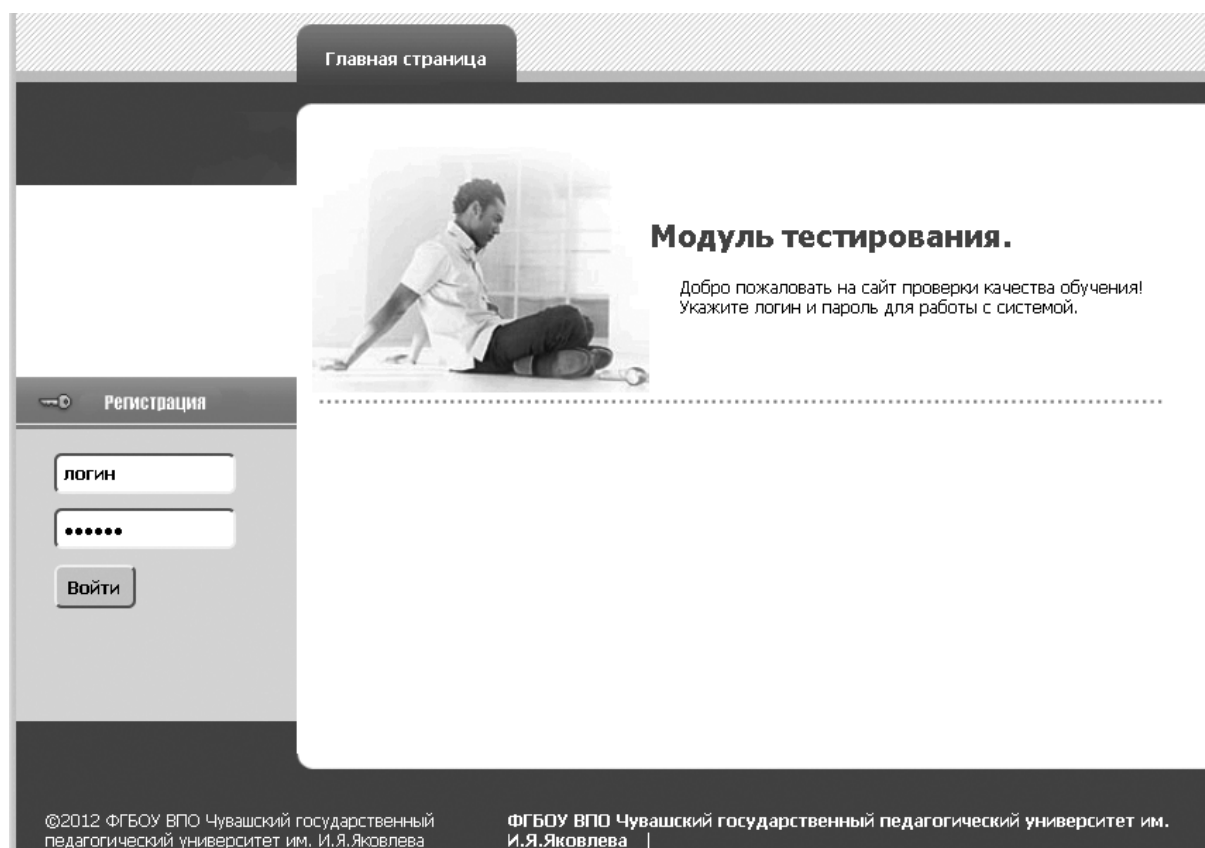 Главная страница
Модуль тестирования.
Добро пожаловать на сайт проверки качества обучения!
Укажите логин и пароль для работы с системой.
Регистрация
логин
••••••
Войти
©2012 ФГБОУ ВПО Чувашский государственный
педагогический университет им. И.Я.Яковлева
ФГБОУ ВПО Чувашский государственный педагогический университет им.
И.Я.Яковлева |